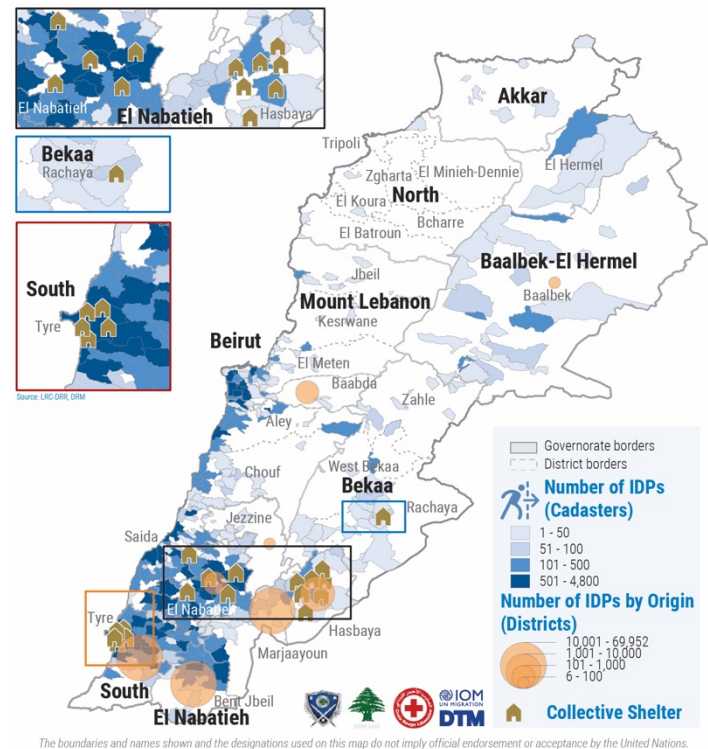 El Nabatieh
El Nabatieh
Hasbaya
Bekaa
Rachaya
South
Tyre
Source: LRC-DRR, DRM
Akkar
Tripoli
Zgharta
El Minieh-Dennie
El Hermel
El Koura
North
Bcharre
El Batroun
Baalbek-El Hermel
Baalbek
Jbeil
Mount Lebanon
Kesrwane
Beirut
El Meten
Baabda
Zahle
Aley
Chouf
West Bekaa
Bekaa
Rachaya
Jezzine
Saida
El Nabatieh
Tyre
Hasbaya
Marjaayoun
South
Bent Jbeil
El Nabatieh
Governorate borders
District borders
Number of IDPs
(Cadasters)
1 - 50
51 - 100
101 - 500
501 - 4,800
Number of IDPs by Origin
(Districts)
10,001 - 69,952
1,001 - 10,000
101 - 1,000
6 - 100
Collective Shelter
IOM
UN MIGRATION
DTM
The boundaries and names shown and the designations used on this map do not imply official endorsement or acceptance by the United Nations.